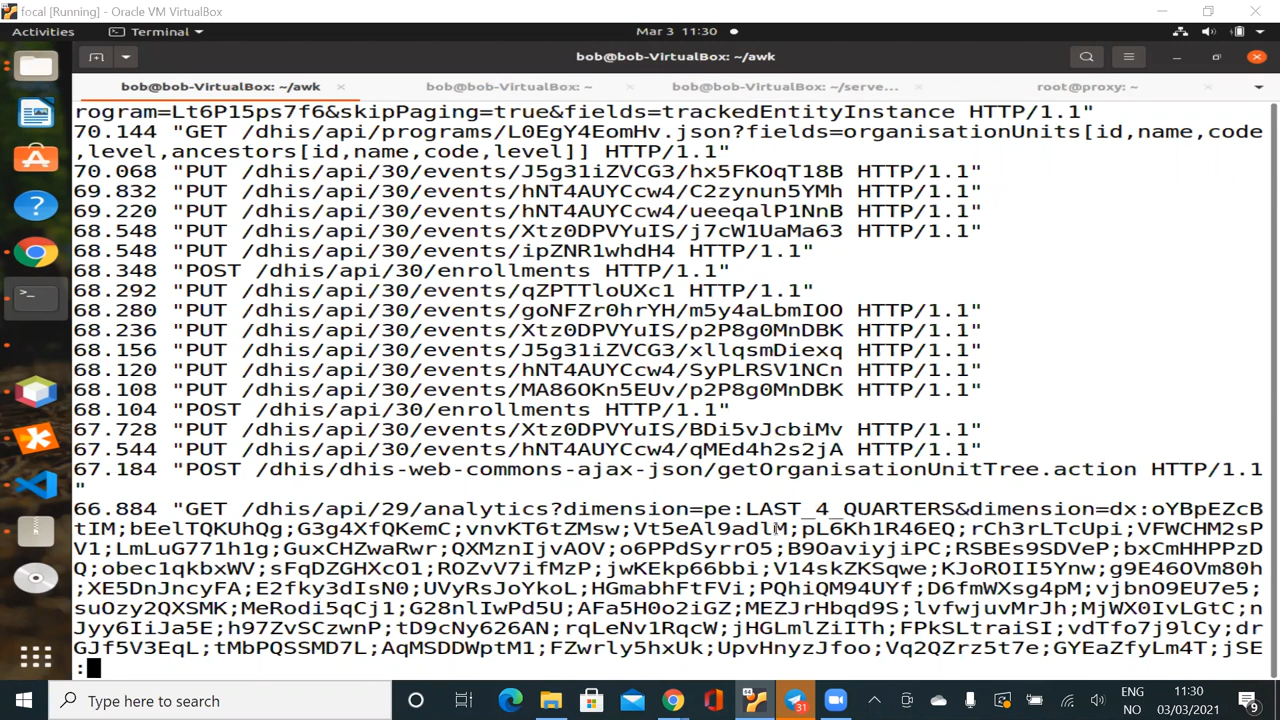 focal [Running] - Oracle VM VirtualBox
Activities Terminal Mar 3 11:30
bob@bob-VirtualBox: ~/awk
bob@bob-VirtualBox: ~/awk bob@bob-VirtualBox: ~ bob@bob-VirtualBox: ~/serve... root@proxy: ~
rogram=Lt6P15ps7f6&skipPaging=true&fields=trackedEntityInstance HTTP/1.1"
70.144 "GET /dhis/api/programs/L0EgY4EomHv.json?fields=organisationUnits[id,name,code
,level,ancestors[id,name,code,level]] HTTP/1.1"
70.068 "PUT /dhis/api/30/events/J5g31iZVCG3/hx5FKOqT18B HTTP/1.1"
69.832 "PUT /dhis/api/30/events/hNT4AUYCcw4/C2zynun5YMh HTTP/1.1"
69.220 "PUT /dhis/api/30/events/hNT4AUYCcw4/ueeqalP1NnB HTTP/1.1"
68.548 "PUT /dhis/api/30/events/Xtz0DPVYuIS/j7cW1UaMa63 HTTP/1.1"
68.548 "PUT /dhis/api/30/events/ipZNR1whdH4 HTTP/1.1"
68.348 "POST /dhis/api/30/enrollments HTTP/1.1"
68.292 "PUT /dhis/api/30/events/qZPTTloUXc1 HTTP/1.1"
68.280 "PUT /dhis/api/30/events/goNFZr0hrYH/m5y4aLbmIOO HTTP/1.1"
68.236 "PUT /dhis/api/30/events/Xtz0DPVYuIS/p2P8g0MnDBK HTTP/1.1"
68.156 "PUT /dhis/api/30/events/J5g31iZVCG3/xllqsmDiexq HTTP/1.1"
68.120 "PUT /dhis/api/30/events/hNT4AUYCcw4/SyPLRSV1NCn HTTP/1.1"
68.108 "PUT /dhis/api/30/events/MA86OKn5EUv/p2P8g0MnDBK HTTP/1.1"
68.104 "POST /dhis/api/30/enrollments HTTP/1.1"
67.728 "PUT /dhis/api/30/events/Xtz0DPVYuIS/BDi5vJcbiMv HTTP/1.1"
67.544 "PUT /dhis/api/30/events/hNT4AUYCcw4/qMEd4h2s2jA HTTP/1.1"
67.184 "POST /dhis/dhis-web-commons-ajax-json/getOrganisationUnitTree.action HTTP/1.1
"
66.884 "GET /dhis/api/29/analytics?dimension=pe:LAST_4_QUARTERS&dimension=dx:oYBpEZcB
tIM;bEelTQKUhQg;G3g4XfQKemC;vnvKT6tZMsw;Vt5eAl9adliM;pL6Kh1R46EQ;rCh3rLTcUpi;VFWCHM2sP
V1;LmLuG771h1g;GuxCHZwaRwr;QXMznIjvAOV;o6PPdSyrrO5;B9OaviyjiPC;RSBEs9SDVeP;bxCmHHPPzD
Q;obec1qkbxWV;sFqDZGHXcO1;ROZvV7ifMzP;jwKEkp66bbi;V14skZKSqwe;KJoROII5Ynw;g9E46OVm80h
;XE5DnJncyFA;E2fky3dIsN0;UVyRsJoYkoL;HGmabhFtFVi;PQhiQM94UYf;D6fmWXsg4pM;vjbnO9EU7e5;
suOzy2QXSMK;MeRodi5qCj1;G28nlIwPd5U;AFa5H0o2iGZ;MEZJrHbqd9S;lvfwjuvMrJh;MjWX0IvLGtC;n
Jyy6IiJa5E;h97ZvSCzwnP;tD9cNy626AN;rqLeNv1RqcW;jHGLmlZiITh;FPkSLtraiSI;vdTfo7j9lCy;dr
GJf5V3EqL;tMbPQSSMD7L;AqMSDDWptM1;FZwrly5hxUk;UpvHnyzJfoo;Vq2QZrz5t7e;GYEaZfyLm4T;jSE
:
Type here to search 31 ENG NO 11:30 03/03/2021 9